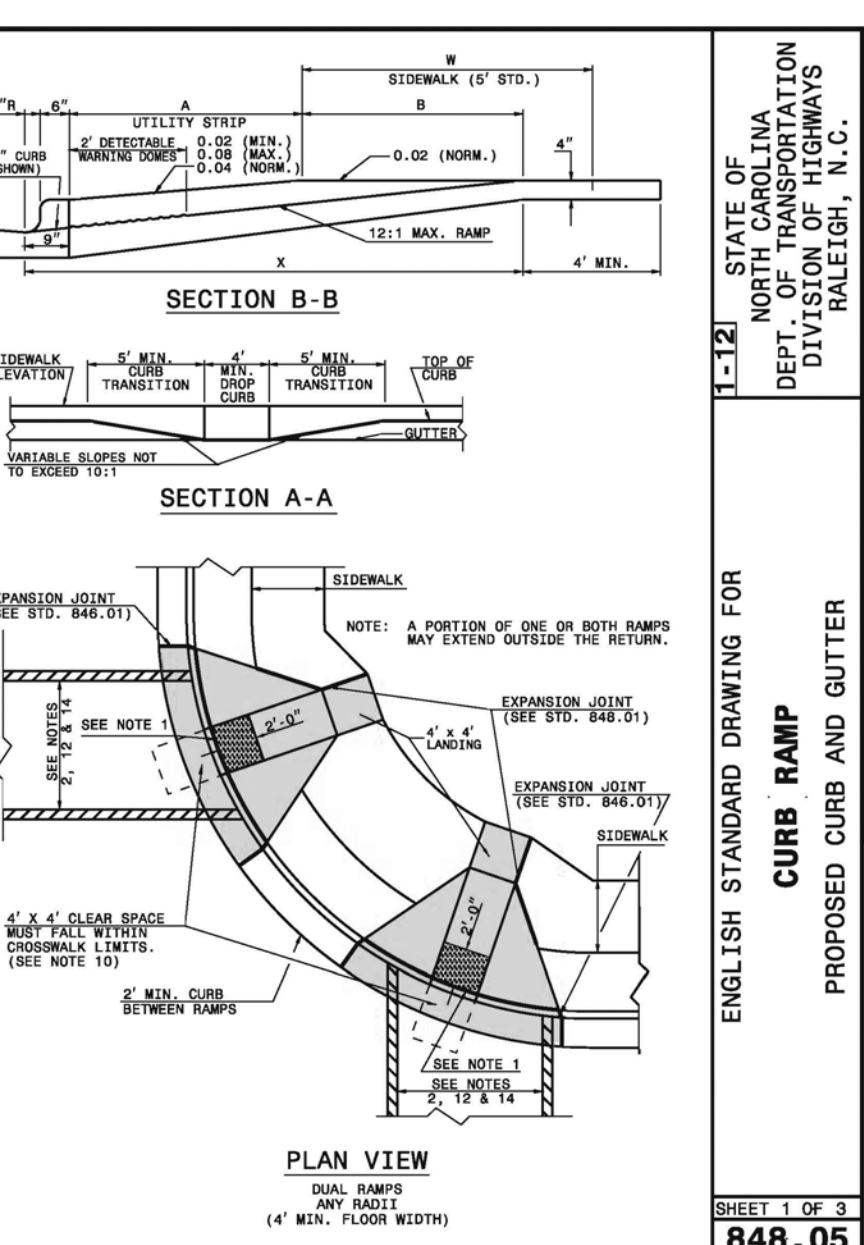 W
SIDEWALK (5' STD.)
"R
6"
A
B
UTILITY STRIP
2' DETECTABLE
WARNING DOMES
0.02 (MIN.)
0.08 (MAX.)
0.04 (NORM.)
0.02 (NORM.)
4"
" CURB
SHOWN)
9"
12:1 MAX. RAMP
X
4' MIN.
SECTION B-B
IDEWALK
LEVATION
5' MIN.
CURB
TRANSITION
4'
MIN.
DROP
CURB
5' MIN.
CURB
TRANSITION
TOP OF
CURB
GUTTER
VARIABLE SLOPES NOT
TO EXCEED 10:1
SECTION A-A
SIDEWALK
XPANSION JOINT
SEE STD. 846.01)
NOTE: A PORTION OF ONE OR BOTH RAMPS
MAY EXTEND OUTSIDE THE RETURN.
SEE NOTES
2, 12 & 14
SEE NOTE 1
2'-0"
EXPANSION JOINT
(SEE STD. 848.01)
4' x 4'
LANDING
EXPANSION JOINT
(SEE STD. 846.01)
SIDEWALK
2'-0"
4' X 4' CLEAR SPACE
MUST FALL WITHIN
CROSSWALK LIMITS.
(SEE NOTE 10)
2' MIN. CURB
BETWEEN RAMPS
SEE NOTE 1
SEE NOTES
2, 12 & 14
PLAN VIEW
DUAL RAMPS
ANY RADII
(4' MIN. FLOOR WIDTH)
1-12
STATE OF
NORTH CAROLINA
DEPT. OF TRANSPORTATION
DIVISION OF HIGHWAYS
RALEIGH, N.C.
ENGLISH STANDARD DRAWING FOR
CURB RAMP
PROPOSED CURB AND GUTTER
SHEET 1 OF 3
848.05